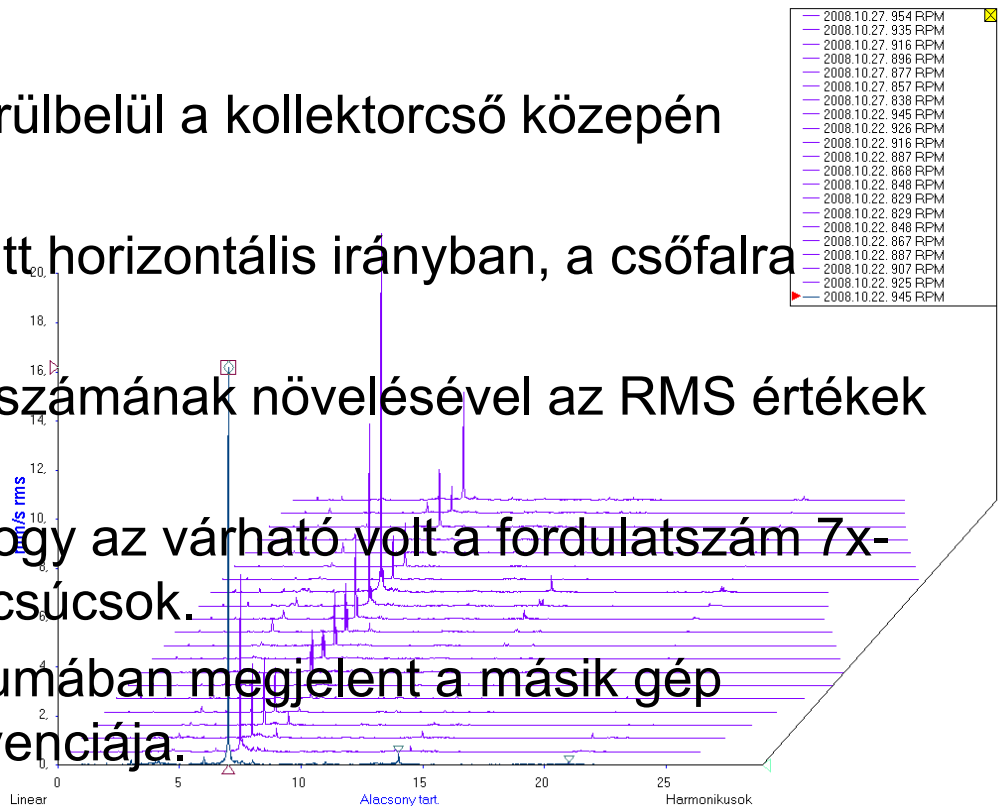 2008.10.27. 954 RPM
2008.10.27. 935 RPM
2008.10.27. 916 RPM
2008.10.27. 896 RPM
2008.10.27. 877 RPM
2008.10.27. 857 RPM
2008.10.27. 838 RPM
2008.10.22. 945 RPM
2008.10.22. 926 RPM
2008.10.22. 916 RPM
2008.10.22. 887 RPM
2008.10.22. 868 RPM
2008.10.22. 848 RPM
2008.10.22. 829 RPM
2008.10.22. 829 RPM
2008.10.22. 848 RPM
2008.10.22. 867 RPM
2008.10.22. 887 RPM
2008.10.22. 907 RPM
2008.10.22. 925 RPM
2008.10.22. 945 RPM
rülbelül a kollektorcső közepén
tt horizontális irányban, a csőfalra
számának növelésével az RMS értékek
ogy az várható volt a fordulatszám 7x-
csúcsok.
umában megjelent a másik gép
venciája.
20,
18,
16,
14,
12,
10,
8,
6,
4,
2,
0,
mm/s rms
0 5 10 15 20 25
Linear Alacsony tart. Harmonikusok